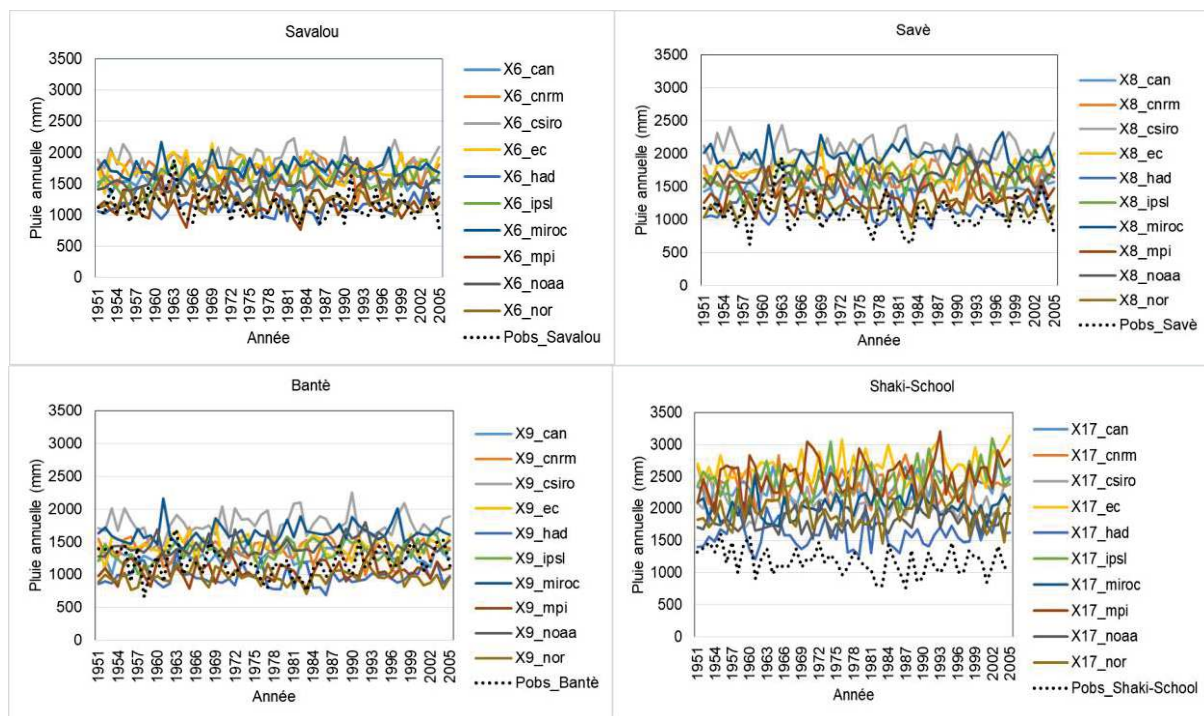 Savalou
Pluie annuelle (mm)
3500
3000
2500
2000
1500
1000
500
0
1951
1954
1957
1960
1963
1966
1969
1972
1975
1978
1981
1984
1987
1990
1993
1996
1999
2002
2005
Année
X6_can
X6_cnrm
X6_csiro
X6_ec
X6_had
X6_ipsl
X6_miroc
X6_mpi
X6_noaa
X6_nor
Pobs_Savalou
Savè
Pluie annuelle (mm)
3500
3000
2500
2000
1500
1000
500
0
1951
1954
1957
1960
1963
1966
1969
1972
1975
1978
1981
1984
1987
1990
1993
1996
1999
2002
2005
Année
X8_can
X8_cnrm
X8_csiro
X8_ec
X8_had
X8_ipsl
X8_miroc
X8_mpi
X8_noaa
X8_nor
Pobs_Savè
Bantè
Pluie annuelle (mm)
3500
3000
2500
2000
1500
1000
500
0
1951
1954
1957
1960
1963
1966
1969
1972
1975
1978
1981
1984
1987
1990
1993
1996
1999
2002
2005
Année
X9_can
X9_cnrm
X9_csiro
X9_ec
X9_had
X9_ipsl
X9_miroc
X9_mpi
X9_noaa
X9_nor
Pobs_Bantè
Shaki-School
Pluie annuelle (mm)
3500
3000
2500
2000
1500
1000
500
0
1951
1954
1957
1960
1963
1966
1969
1972
1975
1978
1981
1984
1987
1990
1993
1996
1999
2002
2005
Année
X17_can
X17_cnrm
X17_csiro
X17_ec
X17_had
X17_ipsl
X17_miroc
X17_mpi
X17_noaa
X17_nor
Pobs_Shaki-School